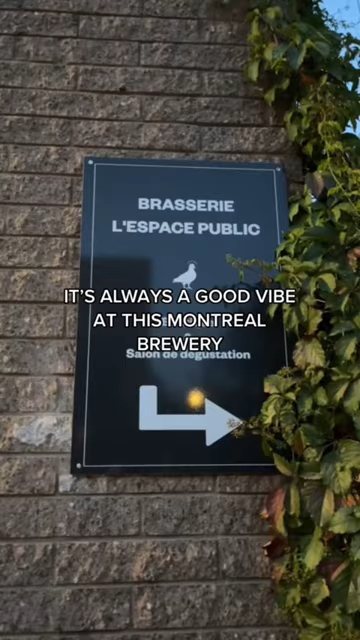 BRASSERIE
L'ESPACE PUBLIC
IT'S ALWAYS A GOOD VIBE
AT THIS MONTREAL
BREWERY
Salon de dégustation